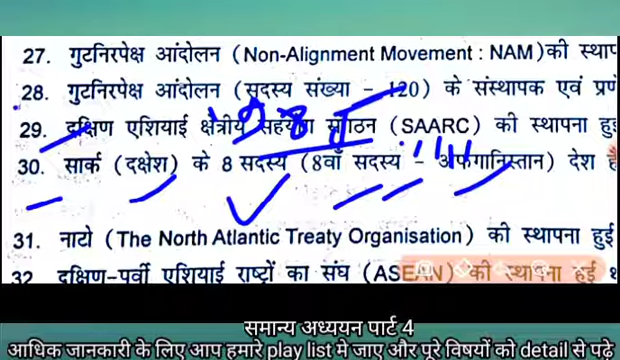 27. गुटनिरपेक्ष आंदोलन (Non-Alignment Movement : NAM) की स्थाप
28. गुटनिरपेक्ष आंदोलन (सदस्य संख्या - 120) के संस्थापक एवं प्रणे
29. दक्षिण एशियाई क्षेत्रीय सहयोग संगठन (SAARC) की स्थापना हुई
30. सार्क (दक्षेश) के 8 सदस्य (8वाँ सदस्य - अफगानिस्तान) देश
31. नाटो (The North Atlantic Treaty Organisation) की स्थापना हुई
32. दक्षिण-पूर्वी एशियाई राष्ट्रों का संघ (ASEAN) की स्थापना हुई
समान्य अध्ययन पार्ट 4
आधिक जानकारी के लिए आप हमारे play list मे जाए और पूरे विषयों को detail से पढ़े